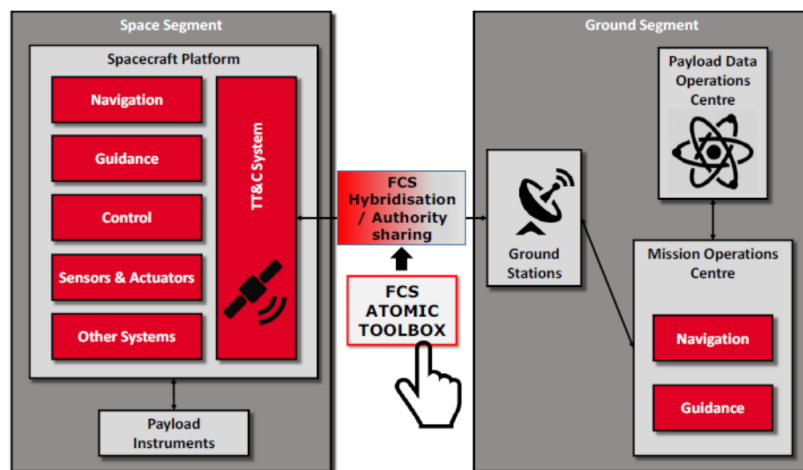 Space Segment
Spacecraft Platform
Navigation
Guidance
Control
Sensors & Actuators
Other Systems
TT&C System
Payload
Instruments
FCS
Hybridisation
/ Authority
sharing
FCS
ATOMIC
TOOLBOX
Ground Segment
Payload Data
Operations
Centre
Ground
Stations
Mission Operations
Centre
Navigation
Guidance